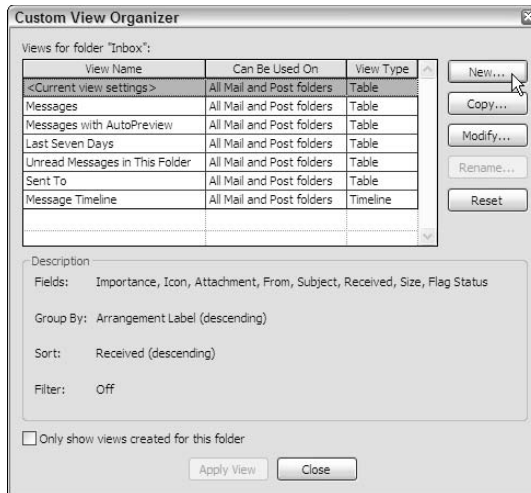 Custom View Organizer
Views for folder "Inbox":
View Name Can Be Used On View Type
<Current view settings> All Mail and Post folders Table
Messages All Mail and Post folders Table
Messages with AutoPreview All Mail and Post folders Table
Last Seven Days All Mail and Post folders Table
Unread Messages in This Folder All Mail and Post folders Table
Sent To All Mail and Post folders Table
Message Timeline All Mail and Post folders Timeline
New...
Copy...
Modify...
Rename...
Reset
Description
Fields: Importance, Icon, Attachment, From, Subject, Received, Size, Flag Status
Group By: Arrangement Label (descending)
Sort: Received (descending)
Filter: Off
Only show views created for this folder
Apply View Close